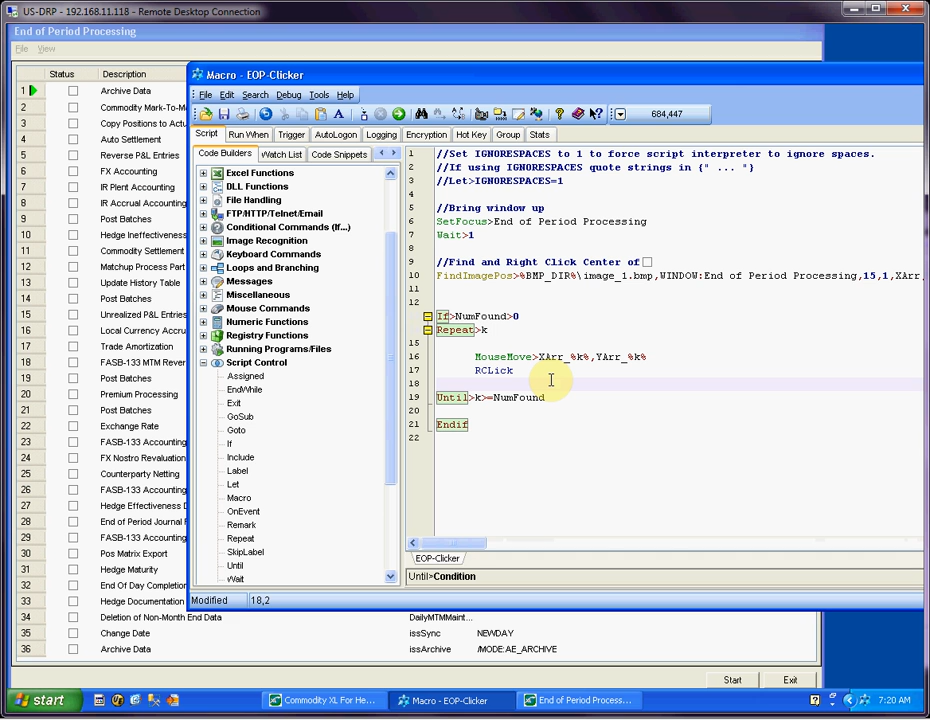 US-DRP - 192.168.11.118 - Remote Desktop Connection
End of Period Processing
File View
Status Description
1 Archive Data
2 Commodity Mark-To-M
3 Copy Positions to Actu
4 Auto Settlement
5 Reverse P&L Entries
6 FX Accounting
7 IR Plent Accounting
8 IR Accrual Accounting
9 Post Batches
10 Hedge Ineffectiveness
11 Commodity Settlement
12 Matchup Process Part
13 Update History Table
14 Post Batches
15 Unrealized P&L Entries
16 Local Currency Accrua
17 Trade Amortization
18 FASB-133 MTM Rever
19 Post Batches
20 Premium Processing
21 Post Batches
22 Exchange Rate
23 FASB-133 Accounting
24 FX Nostro Revaluation
25 Counterparty Netting
26 FASB-133 Accounting
27 Hedge Effectiveness D
28 End of Period Journal F
29 FASB-133 Accounting
30 Pos Matrix Export
31 Hedge Maturity
32 End Of Day Completion
33 Hedge Documentation
34 Deletion of Non-Month End Data DailyMTMMaint...
35 Change Date issSync NEWDAY
36 Archive Data issArchive /MODE:AE_ARCHIVE
Start Exit
Macro - EOP-Clicker
File Edit Search Debug Tools Help
684,447
Script Run When Trigger AutoLogon Logging Encryption Hot Key Group Stats
Code Builders Watch List Code Snippets
Excel Functions
DLL Functions
File Handling
FTP/HTTP/Telnet/Email
Conditional Commands (If...)
Image Recognition
Keyboard Commands
Loops and Branching
Messages
Miscellaneous
Mouse Commands
Numeric Functions
Registry Functions
Running Programs/Files
Script Control
Assigned
EndWhile
Exit
GoSub
Goto
If
Include
Label
Let
Macro
OnEvent
Remark
Repeat
SkipLabel
Until
Wait
1 //Set IGNORESPACES to 1 to force script interpreter to ignore spaces.
2 //If using IGNORESPACES quote strings in {" ... "}
3 //Let>IGNORESPACES=1
4
5 //Bring window up
6 SetFocus>End of Period Processing
7 Wait>1
8
9 //Find and Right Click Center of
10 FindImagePos>%BMP_DIR%\image_1.bmp,WINDOW:End of Period Processing,15,1,XArr
11
12
If>NumFound>0
Repeat>k
15
16 MouseMove>XArr_%k%,YArr_%k%
17 RClick
18
19 Until>k>=NumFound
20
21 Endif
22
EOP-Clicker
Until>Condition
Modified 18,2
start Commodity XL For He... Macro - EOP-Clicker End of Period Process... 7:20 AM